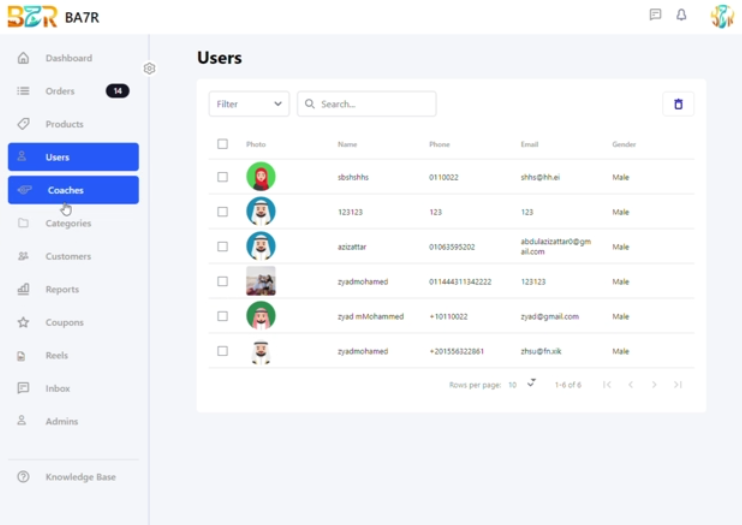 BA7R BA7R
Dashboard
Orders 14
Products
Users
Coaches
Categories
Customers
Reports
Coupons
Reels
Inbox
Admins
Knowledge Base
Users
Filter Search...
Photo Name Phone Email Gender
sbshshhs 0110022 shhs@hh.ei Male
123123 123 123 Male
azizattar 01063595202 abdulazizattar0@gm
ail.com Male
zyadmohamed 011444311342222 123123 Male
zyad mMohammed +10110022 zyad@gmail.com Male
zyadmohamed +201556322861 zhsu@fn.xik Male
Rows per page: 10 1-6 of 6